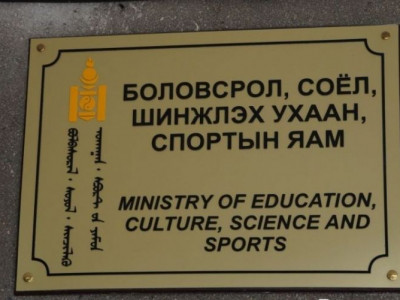 БОЛОВСРОЛ, СОЁЛ,
ШИНЖЛЭХ УХААН,
СПОРТЫН ЯАМ
MINISTRY OF EDUCATION,
CULTURE, SCIENCE AND
SPORTS